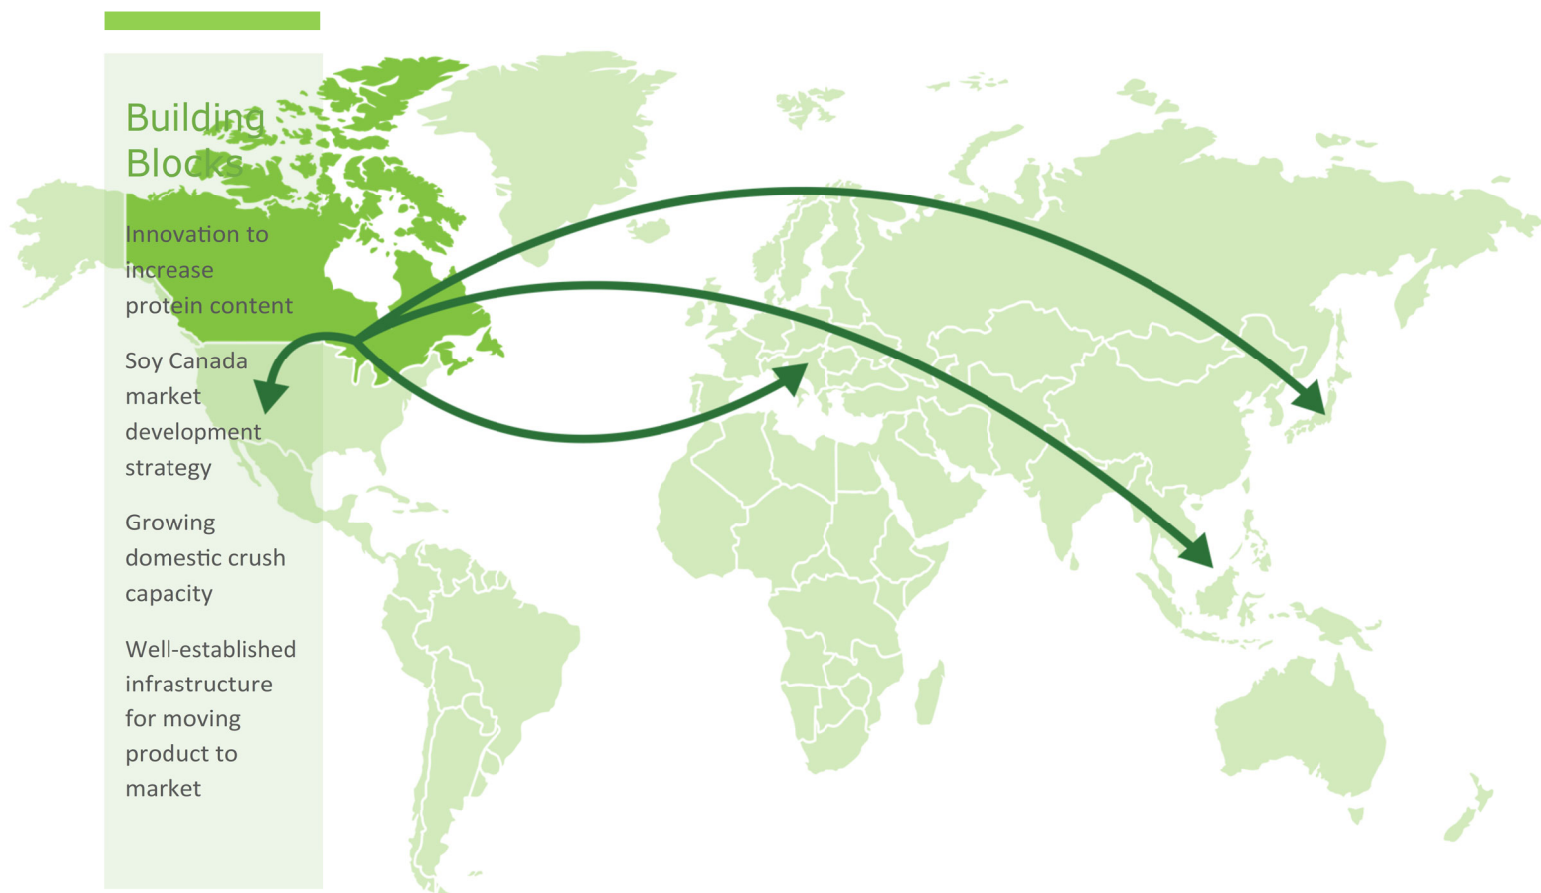 Building
Blocks
Innovation to
increase
protein content
Soy Canada
market
development
strategy
Growing
domestic crush
capacity
Well-established
infrastructure
for moving
product to
market